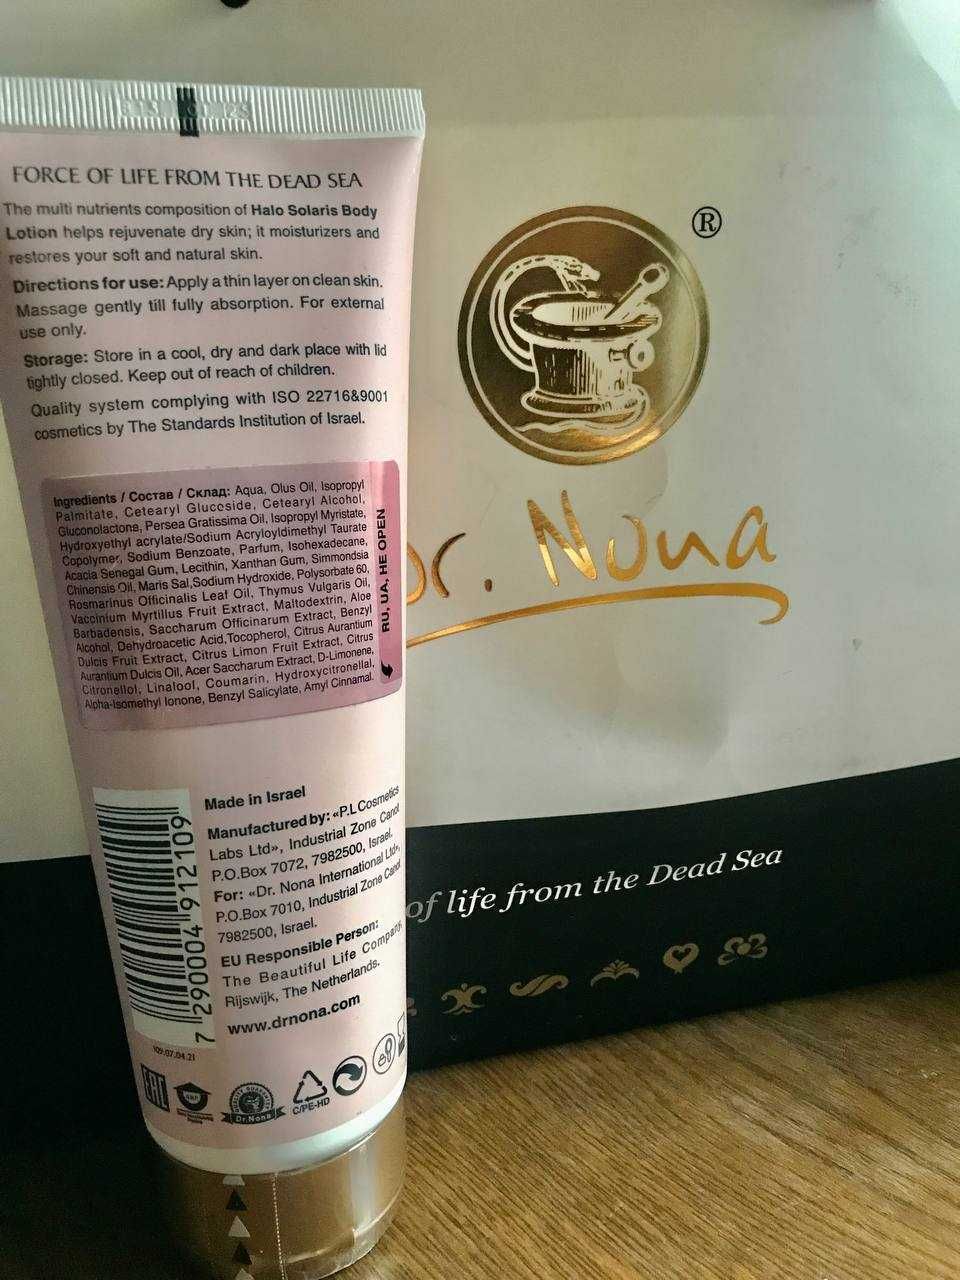 FORCE OF LIFE FROM THE DEAD SEA
The multi nutrients composition of Halo Solaris Body
Lotion helps rejuvenate dry skin; it moisturizers and
restores your soft and natural skin.
Directions for use: Apply a thin layer on clean skin.
Massage gently till fully absorption. For external
use only.
Storage: Store in a cool, dry and dark place with lid
tightly closed. Keep out of reach of children.
Quality system complying with ISO 22716&9001
cosmetics by The Standards Institution of Israel.
Ingredients / Состав / Склад: Aqua, Olus Oil, Isopropyl
Palmitate, Cetearyl Glucoside, Cetearyl Alcohol,
Gluconolactone, Persea Gratissima Oil, Isopropyl Myristate,
Hydroxyethyl acrylate/Sodium Acryloyldimethyl Taurate
Copolymer, Sodium Benzoate, Parfum, Isohexadecane,
Acacia Senegal Gum, Lecithin, Xanthan Gum, Simmondsia
Chinensis Oil, Maris Sal,Sodium Hydroxide, Polysorbate 60,
Rosmarinus Officinalis Leaf Oil, Thymus Vulgaris Oil,
Vaccinium Myrtillus Fruit Extract, Maltodextrin, Aloe
Barbadensis, Saccharum Officinarum Extract, Benzyl
Alcohol, Dehydroacetic Acid,Tocopherol, Citrus Aurantium
Dulcis Fruit Extract, Citrus Limon Fruit Extract, Citrus
Aurantium Dulcis Oil, Acer Saccharum Extract, D-Limonene,
Citronellol, Linalool, Coumarin, Hydroxycitronellal,
Alpha-Isomethyl Ionone, Benzyl Salicylate, Amyl Cinnamal.
RU, UA, HE OPEN
Made in Israel
Manufactured by: «P.L Cosmetics
Labs Ltd», Industrial Zone Canot
P.O.Box 7072, 7982500, Israel.
For: «Dr. Nona International Ltd»,
P.O.Box 7010, Industrial Zone Canot
7982500, Israel.
EU Responsible Person:
The Beautiful Life Company,
Rijswijk, The Netherlands.
www.drnona.com
7 290004 912109
109.07.04.21
EAC
GMP
Dr.Nona
C/PE-HD
®
Dr. Nona
of life from the Dead Sea